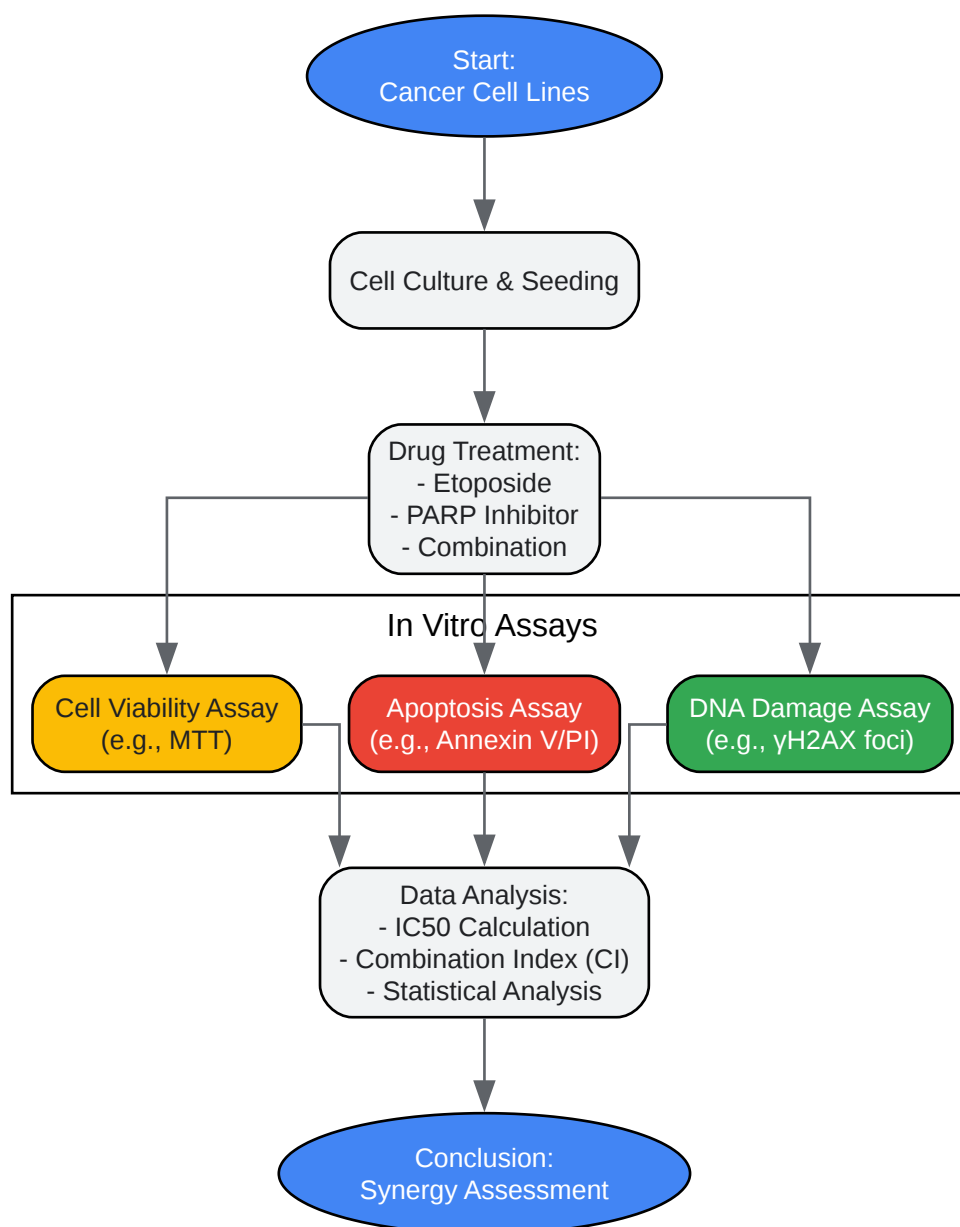 Start:
Cancer Cell Lines
Cell Culture & Seeding
Drug Treatment:
- Etoposide
- PARP Inhibitor
- Combination
In Vitro Assays
Cell Viability Assay
(e.g., MTT)
Apoptosis Assay
(e.g., Annexin V/PI)
DNA Damage Assay
(e.g., γH2AX foci)
Data Analysis:
- IC50 Calculation
- Combination Index (CI)
- Statistical Analysis
Conclusion:
Synergy Assessment